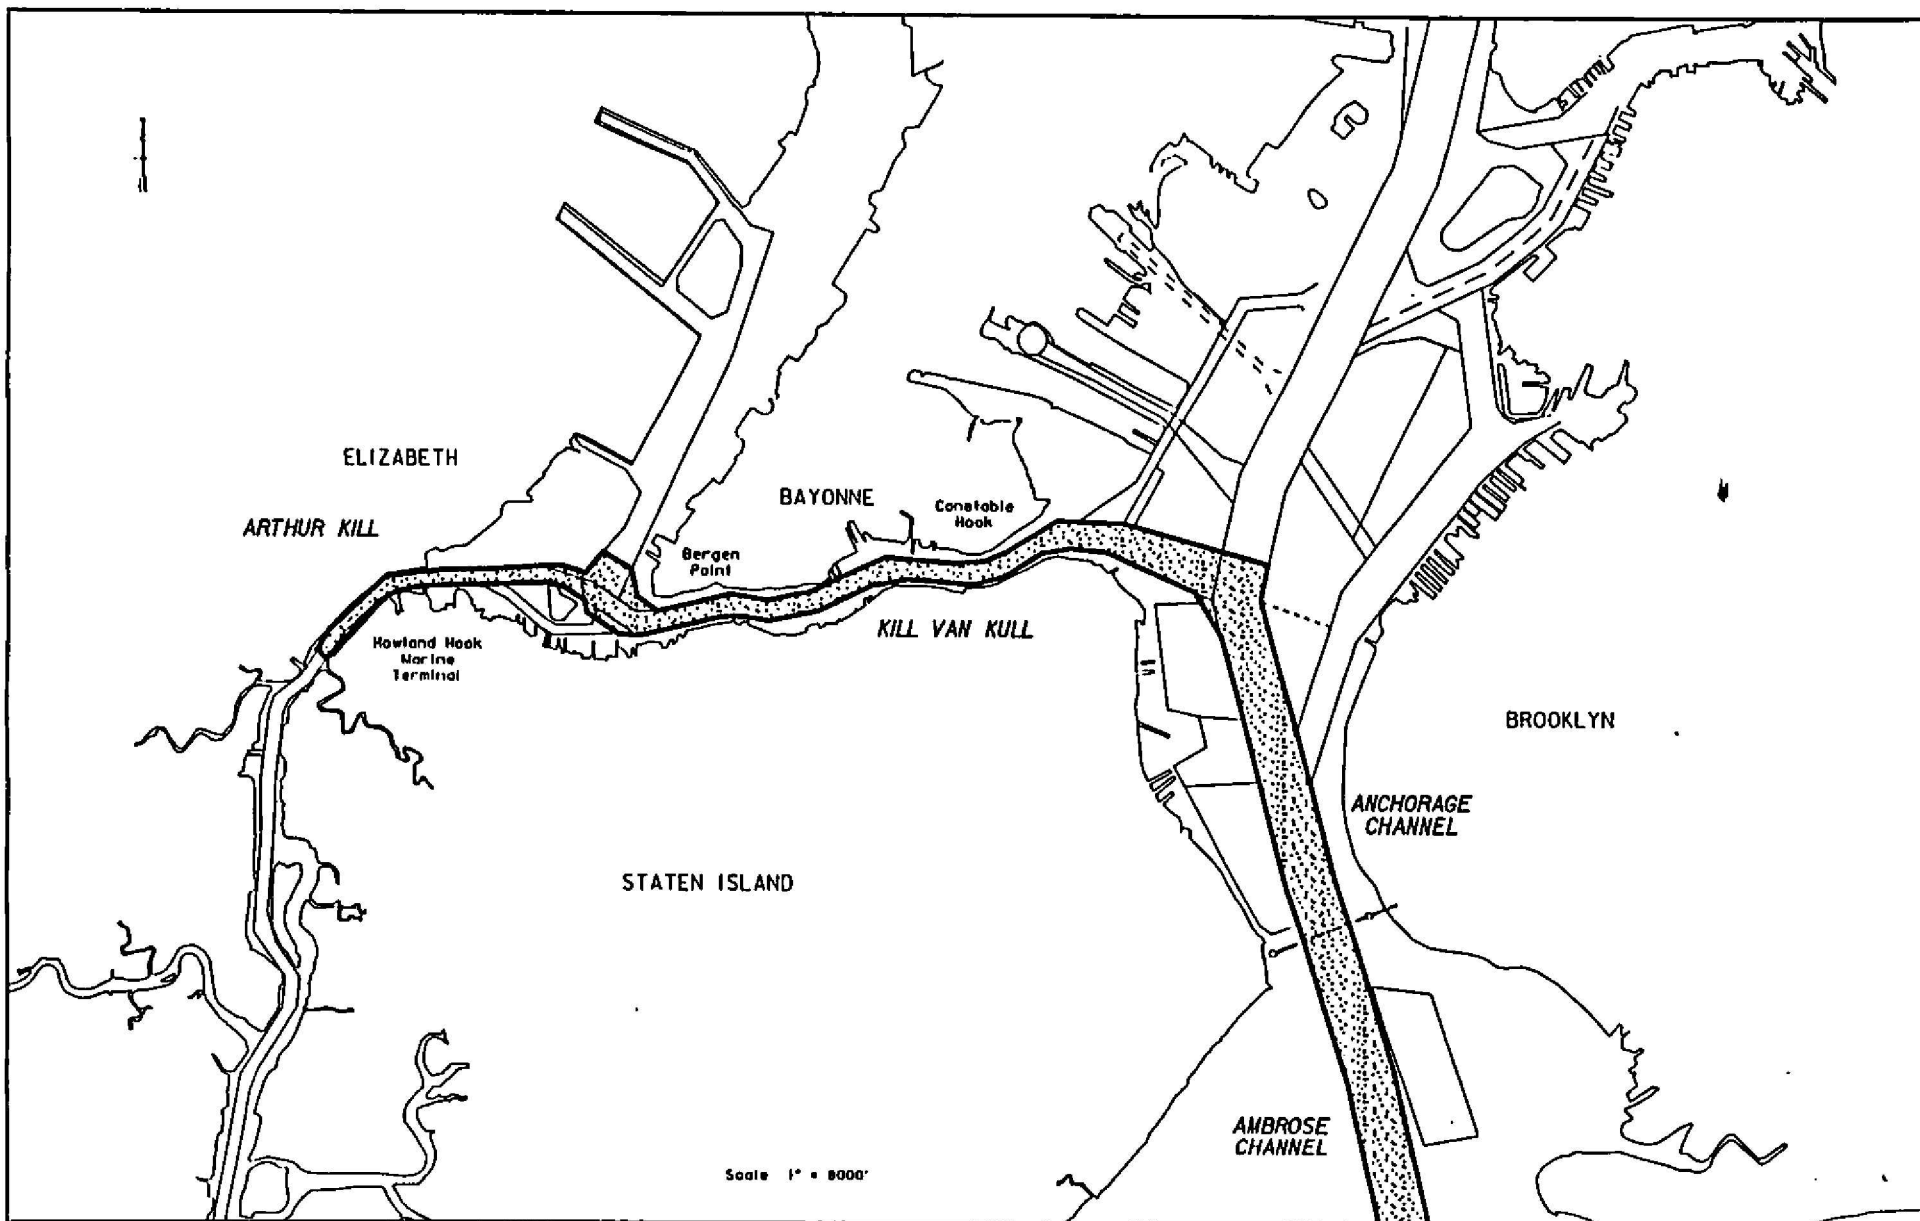 ELIZABETH
ARTHUR KILL
BAYONNE
Constable
Hook
Bergen
Point
KILL VAN KULL
Howland Hook
Marine
Terminal
BROOKLYN
ANCHORAGE
CHANNEL
STATEN ISLAND
AMBROSE
CHANNEL
Scale 1" = 8000'